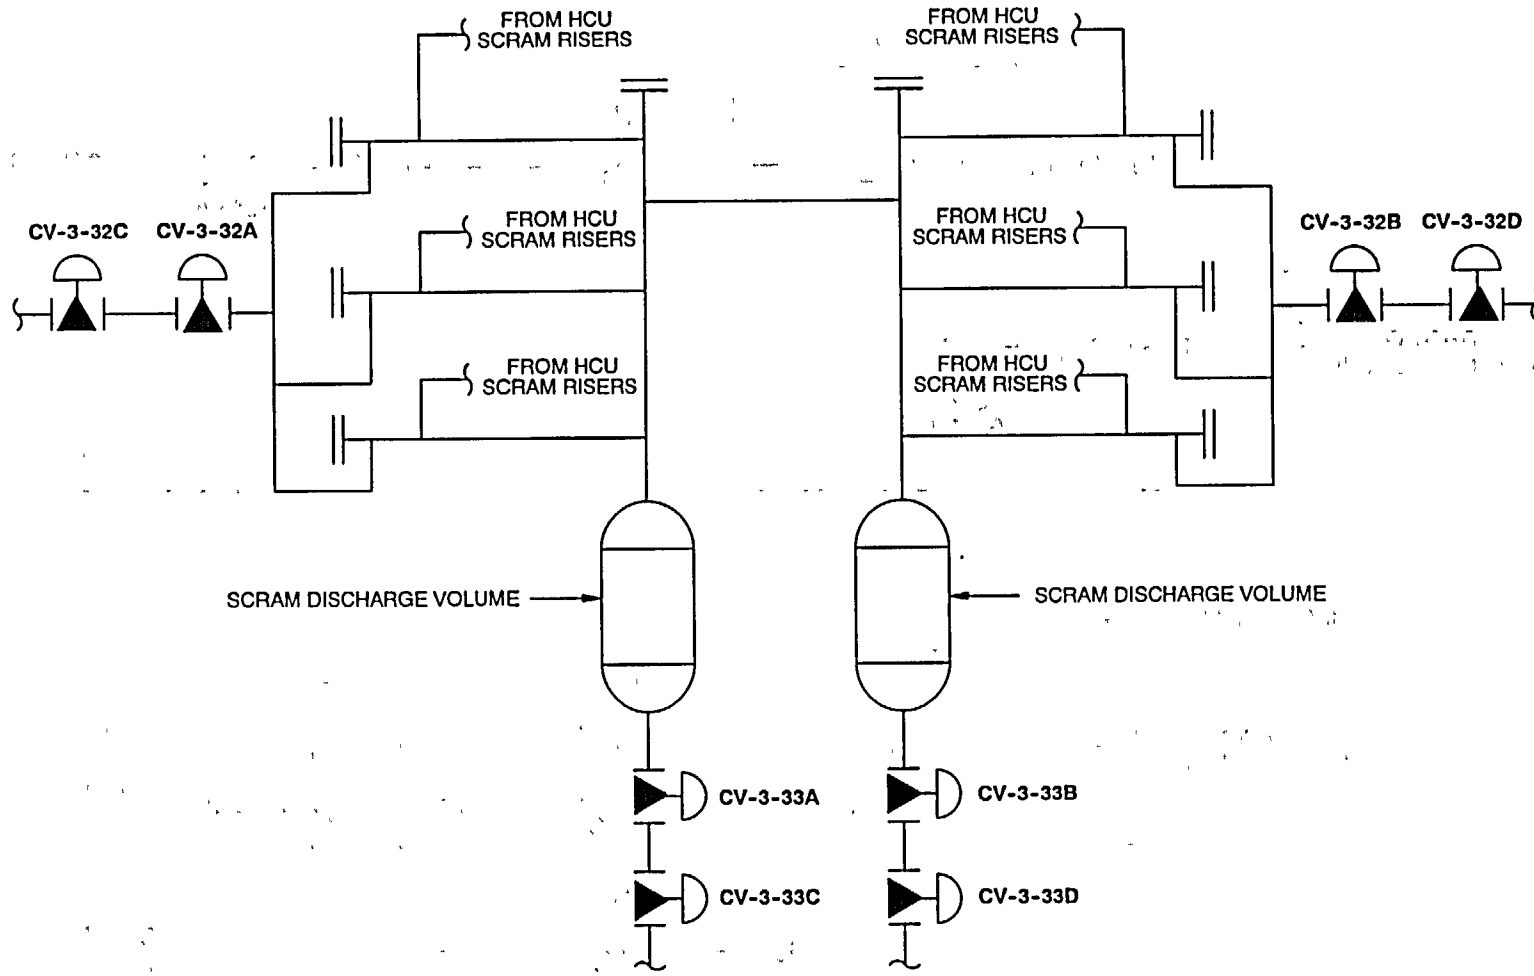 FROM HCU
SCRAM RISERS
FROM HCU
SCRAM RISERS
CV-3-32C
CV-3-32A
FROM HCU
SCRAM RISERS
FROM HCU
SCRAM RISERS
CV-3-32B
CV-3-32D
FROM HCU
SCRAM RISERS
FROM HCU
SCRAM RISERS
SCRAM DISCHARGE VOLUME
SCRAM DISCHARGE VOLUME
CV-3-33A
CV-3-33B
CV-3-33C
CV-3-33D